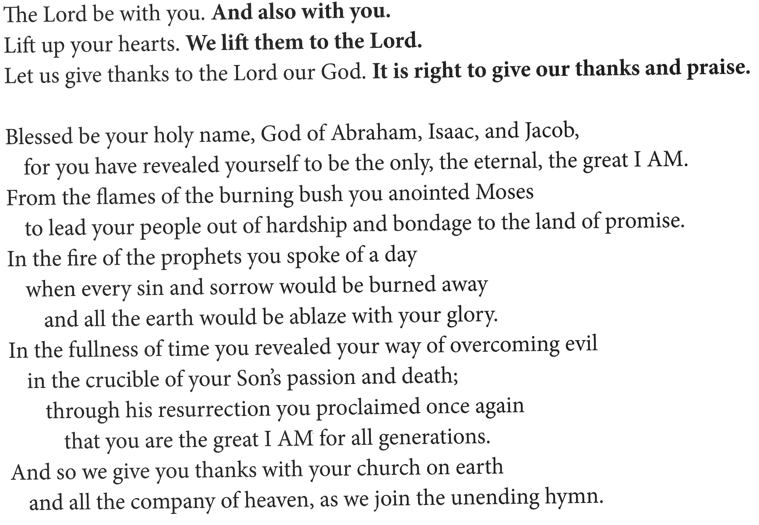 The Lord be with you. And also with you.
Lift up your hearts. We lift them to the Lord.
Let us give thanks to the Lord our God. It is right to give our thanks and praise.
Blessed be your holy name, God of Abraham, Isaac, and Jacob,
for you have revealed yourself to be the only, the eternal, the great I AM.
From the flames of the burning bush you anointed Moses
to lead your people out of hardship and bondage to the land of promise.
In the fire of the prophets you spoke of a day
when every sin and sorrow would be burned away
and all the earth would be ablaze with your glory.
In the fullness of time you revealed your way of overcoming evil
in the crucible of your Son’s passion and death;
through his resurrection you proclaimed once again
that you are the great I AM for all generations.
And so we give you thanks with your church on earth
and all the company of heaven, as we join the unending hymn.